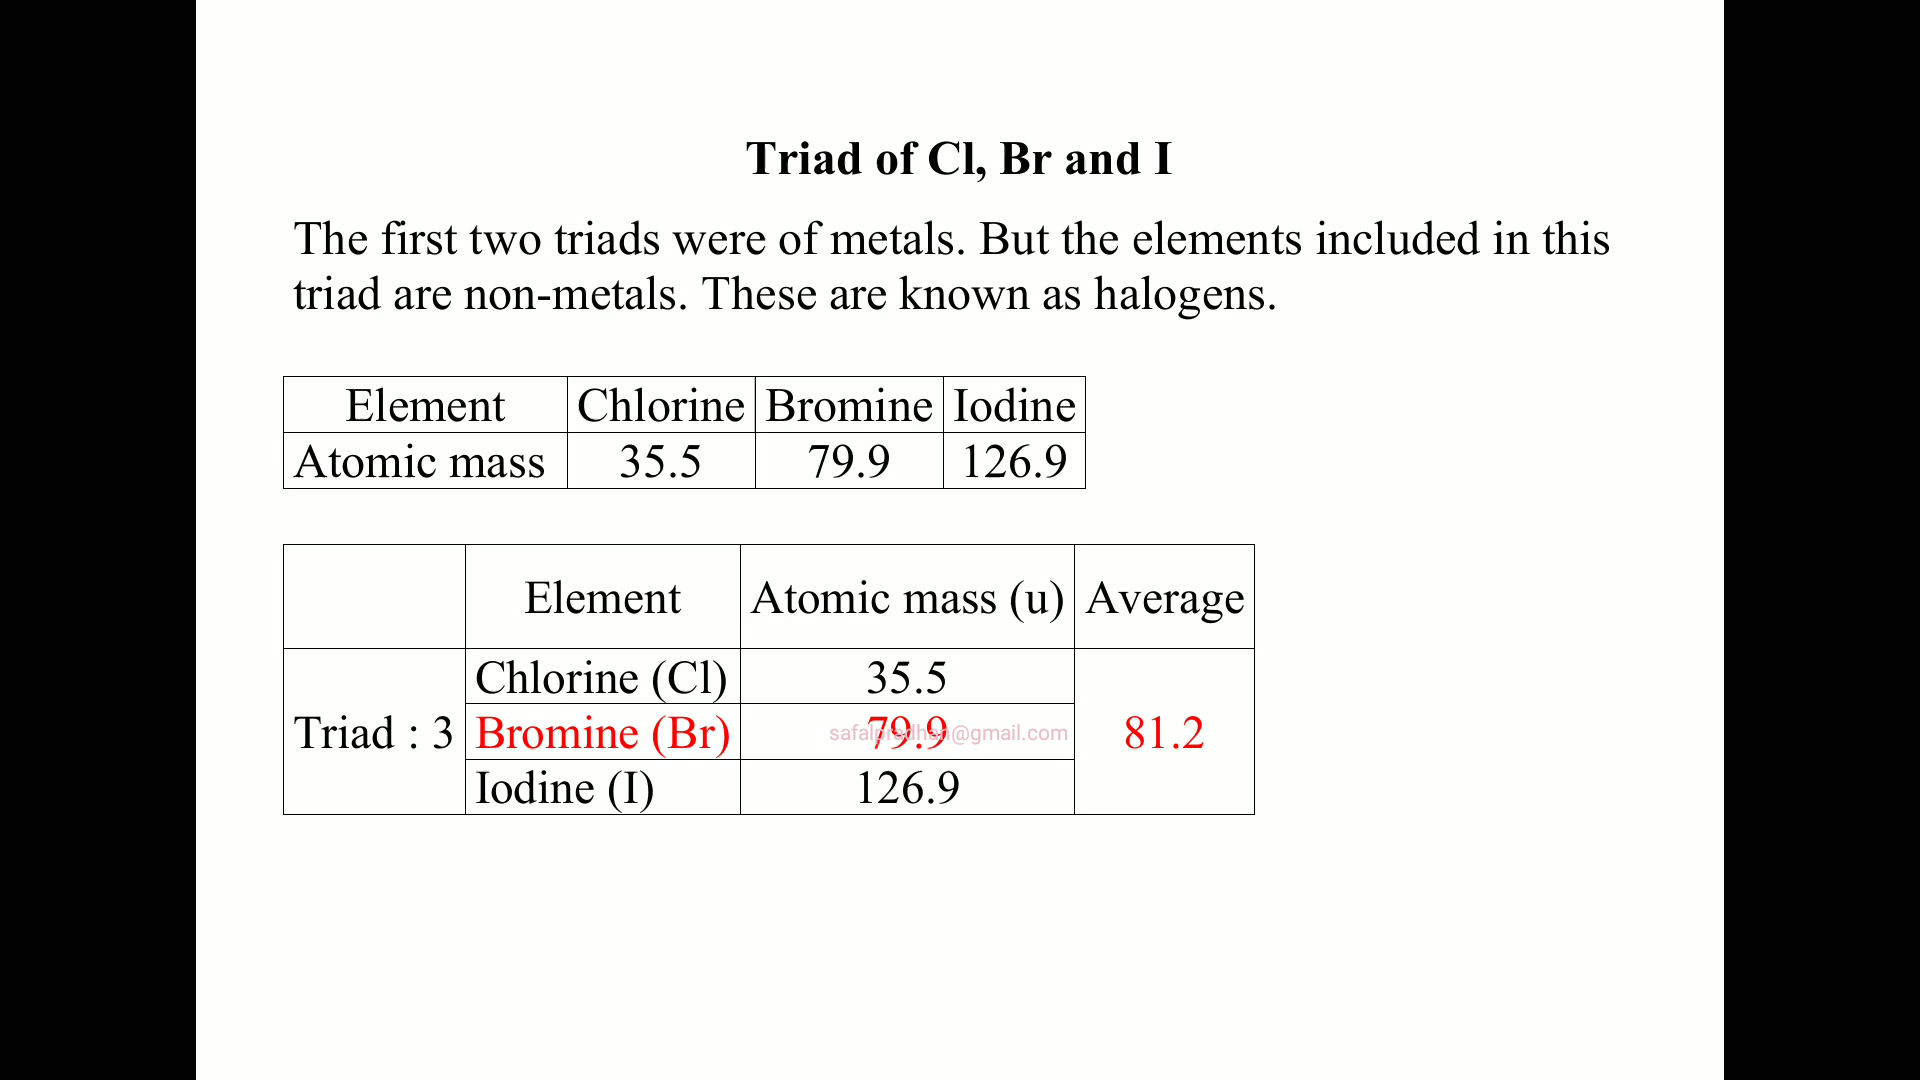 Triad of Cl, Br and I
The first two triads were of metals. But the elements included in this
triad are non-metals. These are known as halogens.
Element Chlorine Bromine Iodine
Atomic mass 35.5 79.9 126.9
Element Atomic mass (u) Average
Chlorine (Cl) 35.5
Triad : 3 Bromine (Br) 79.9 81.2
safalpradhan@gmail.com
Iodine (I) 126.9